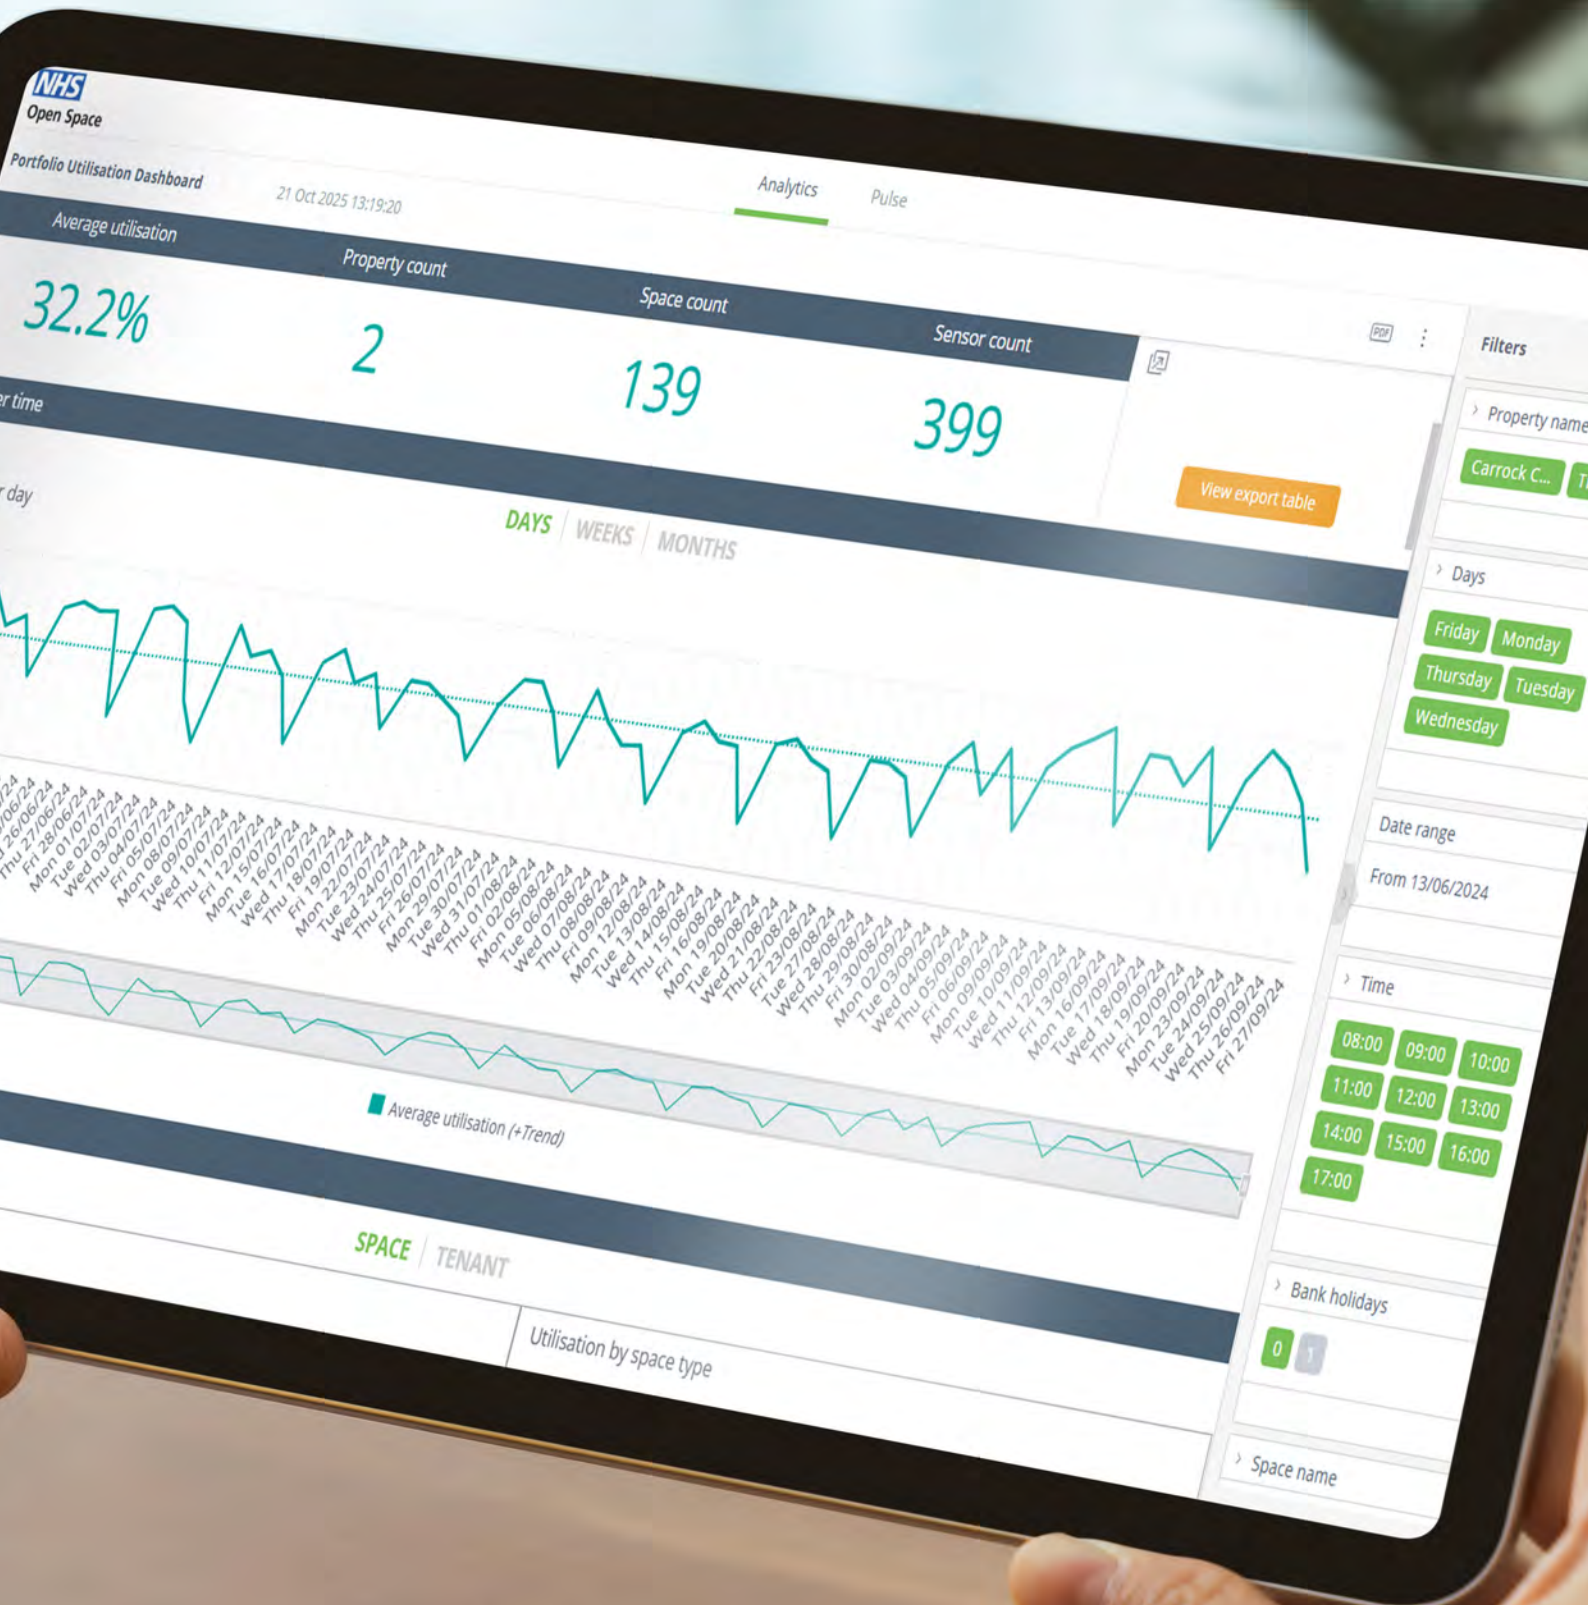 NHS
Open Space
Portfolio Utilisation Dashboard
21 Oct 2025 13:19:20
Analytics
Pulse
Average utilisation
Property count
Space count
Sensor count
32.2%
2
139
399
PDF
View export table
er time
r day
DAYS WEEKS MONTHS
Thu 27/06/24
Fri 28/06/24
Mon 01/07/24
Tue 02/07/24
Wed 03/07/24
Thu 04/07/24
Fri 05/07/24
Mon 08/07/24
Tue 09/07/24
Wed 10/07/24
Thu 11/07/24
Fri 12/07/24
Mon 15/07/24
Tue 16/07/24
Wed 17/07/24
Thu 18/07/24
Fri 19/07/24
Mon 22/07/24
Tue 23/07/24
Wed 24/07/24
Thu 25/07/24
Fri 26/07/24
Mon 29/07/24
Tue 30/07/24
Wed 31/07/24
Thu 01/08/24
Fri 02/08/24
Mon 05/08/24
Tue 06/08/24
Wed 07/08/24
Thu 08/08/24
Fri 09/08/24
Mon 12/08/24
Tue 13/08/24
Wed 14/08/24
Thu 15/08/24
Fri 16/08/24
Mon 19/08/24
Tue 20/08/24
Wed 21/08/24
Thu 22/08/24
Fri 23/08/24
Tue 27/08/24
Wed 28/08/24
Thu 29/08/24
Fri 30/08/24
Mon 02/09/24
Tue 03/09/24
Wed 04/09/24
Thu 05/09/24
Fri 06/09/24
Mon 09/09/24
Tue 10/09/24
Wed 11/09/24
Thu 12/09/24
Fri 13/09/24
Mon 16/09/24
Tue 17/09/24
Wed 18/09/24
Thu 19/09/24
Fri 20/09/24
Mon 23/09/24
Tue 24/09/24
Wed 25/09/24
Thu 26/09/24
Fri 27/09/24
Average utilisation (+Trend)
SPACE TENANT
Utilisation by space type
Filters
Property name
Carrock C...
Days
Friday Monday
Thursday Tuesday
Wednesday
Date range
From 13/06/2024
Time
08:00 09:00 10:00
11:00 12:00 13:00
14:00 15:00 16:00
17:00
Bank holidays
0 1
Space name